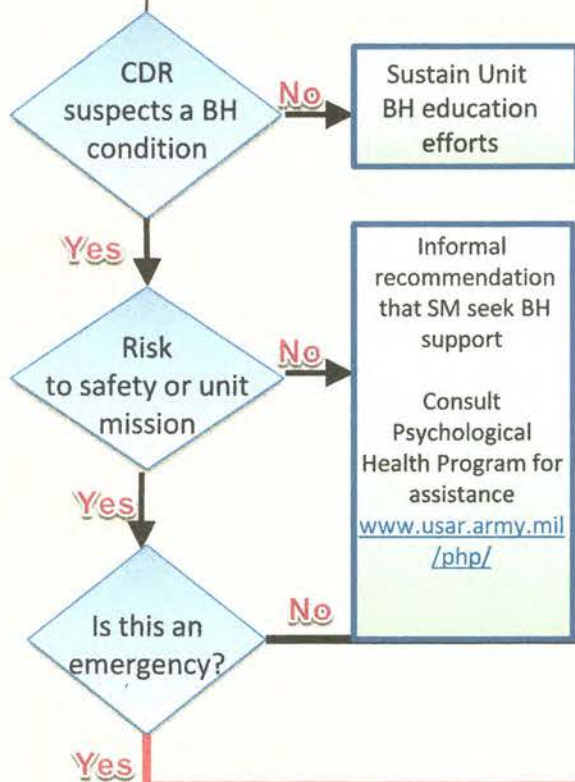 CDR
suspects a BH
condition
No
Sustain Unit
BH education
efforts
Yes
Risk
to safety or unit
mission
No
Informal
recommendation
that SM seek BH
support
Consult
Psychological
Health Program for
assistance
www.usar.army.mil
/php/
Yes
Is this an
emergency?
No
Yes